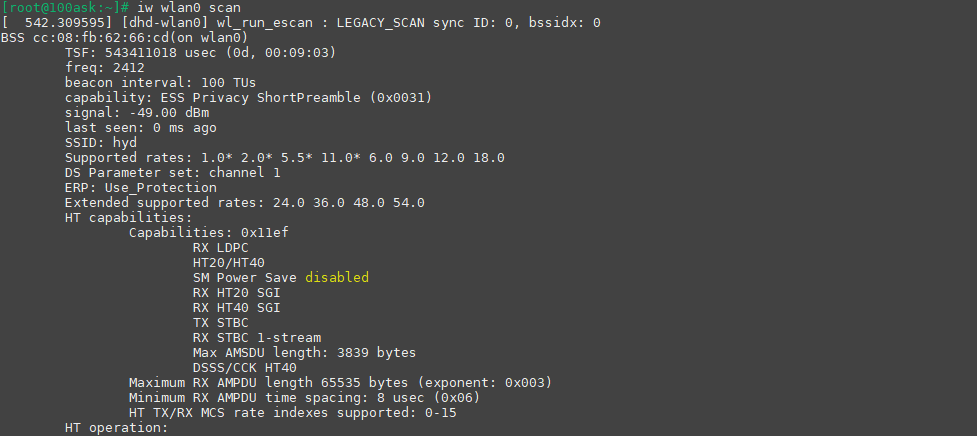 [root@100ask:~]# iw wlan0 scan
[  542.309595] [dhd-wlan0] wl_run_escan : LEGACY_SCAN sync ID: 0, bssidx: 0
BSS cc:08:fb:62:66:cd(on wlan0)
TSF: 543411018 usec (0d, 00:09:03)
freq: 2412
beacon interval: 100 TUs
capability: ESS Privacy ShortPreamble (0x0031)
signal: -49.00 dBm
last seen: 0 ms ago
SSID: hyd
Supported rates: 1.0* 2.0* 5.5* 11.0* 6.0 9.0 12.0 18.0
DS Parameter set: channel 1
ERP: Use_Protection
Extended supported rates: 24.0 36.0 48.0 54.0
HT capabilities:
Capabilities: 0x11ef
RX LDPC
HT20/HT40
SM Power Save disabled
RX HT20 SGI
RX HT40 SGI
TX STBC
RX STBC 1-stream
Max AMSDU length: 3839 bytes
DSSS/CCK HT40
Maximum RX AMPDU length 65535 bytes (exponent: 0x003)
Minimum RX AMPDU time spacing: 8 usec (0x06)
HT TX/RX MCS rate indexes supported: 0-15
HT operation: